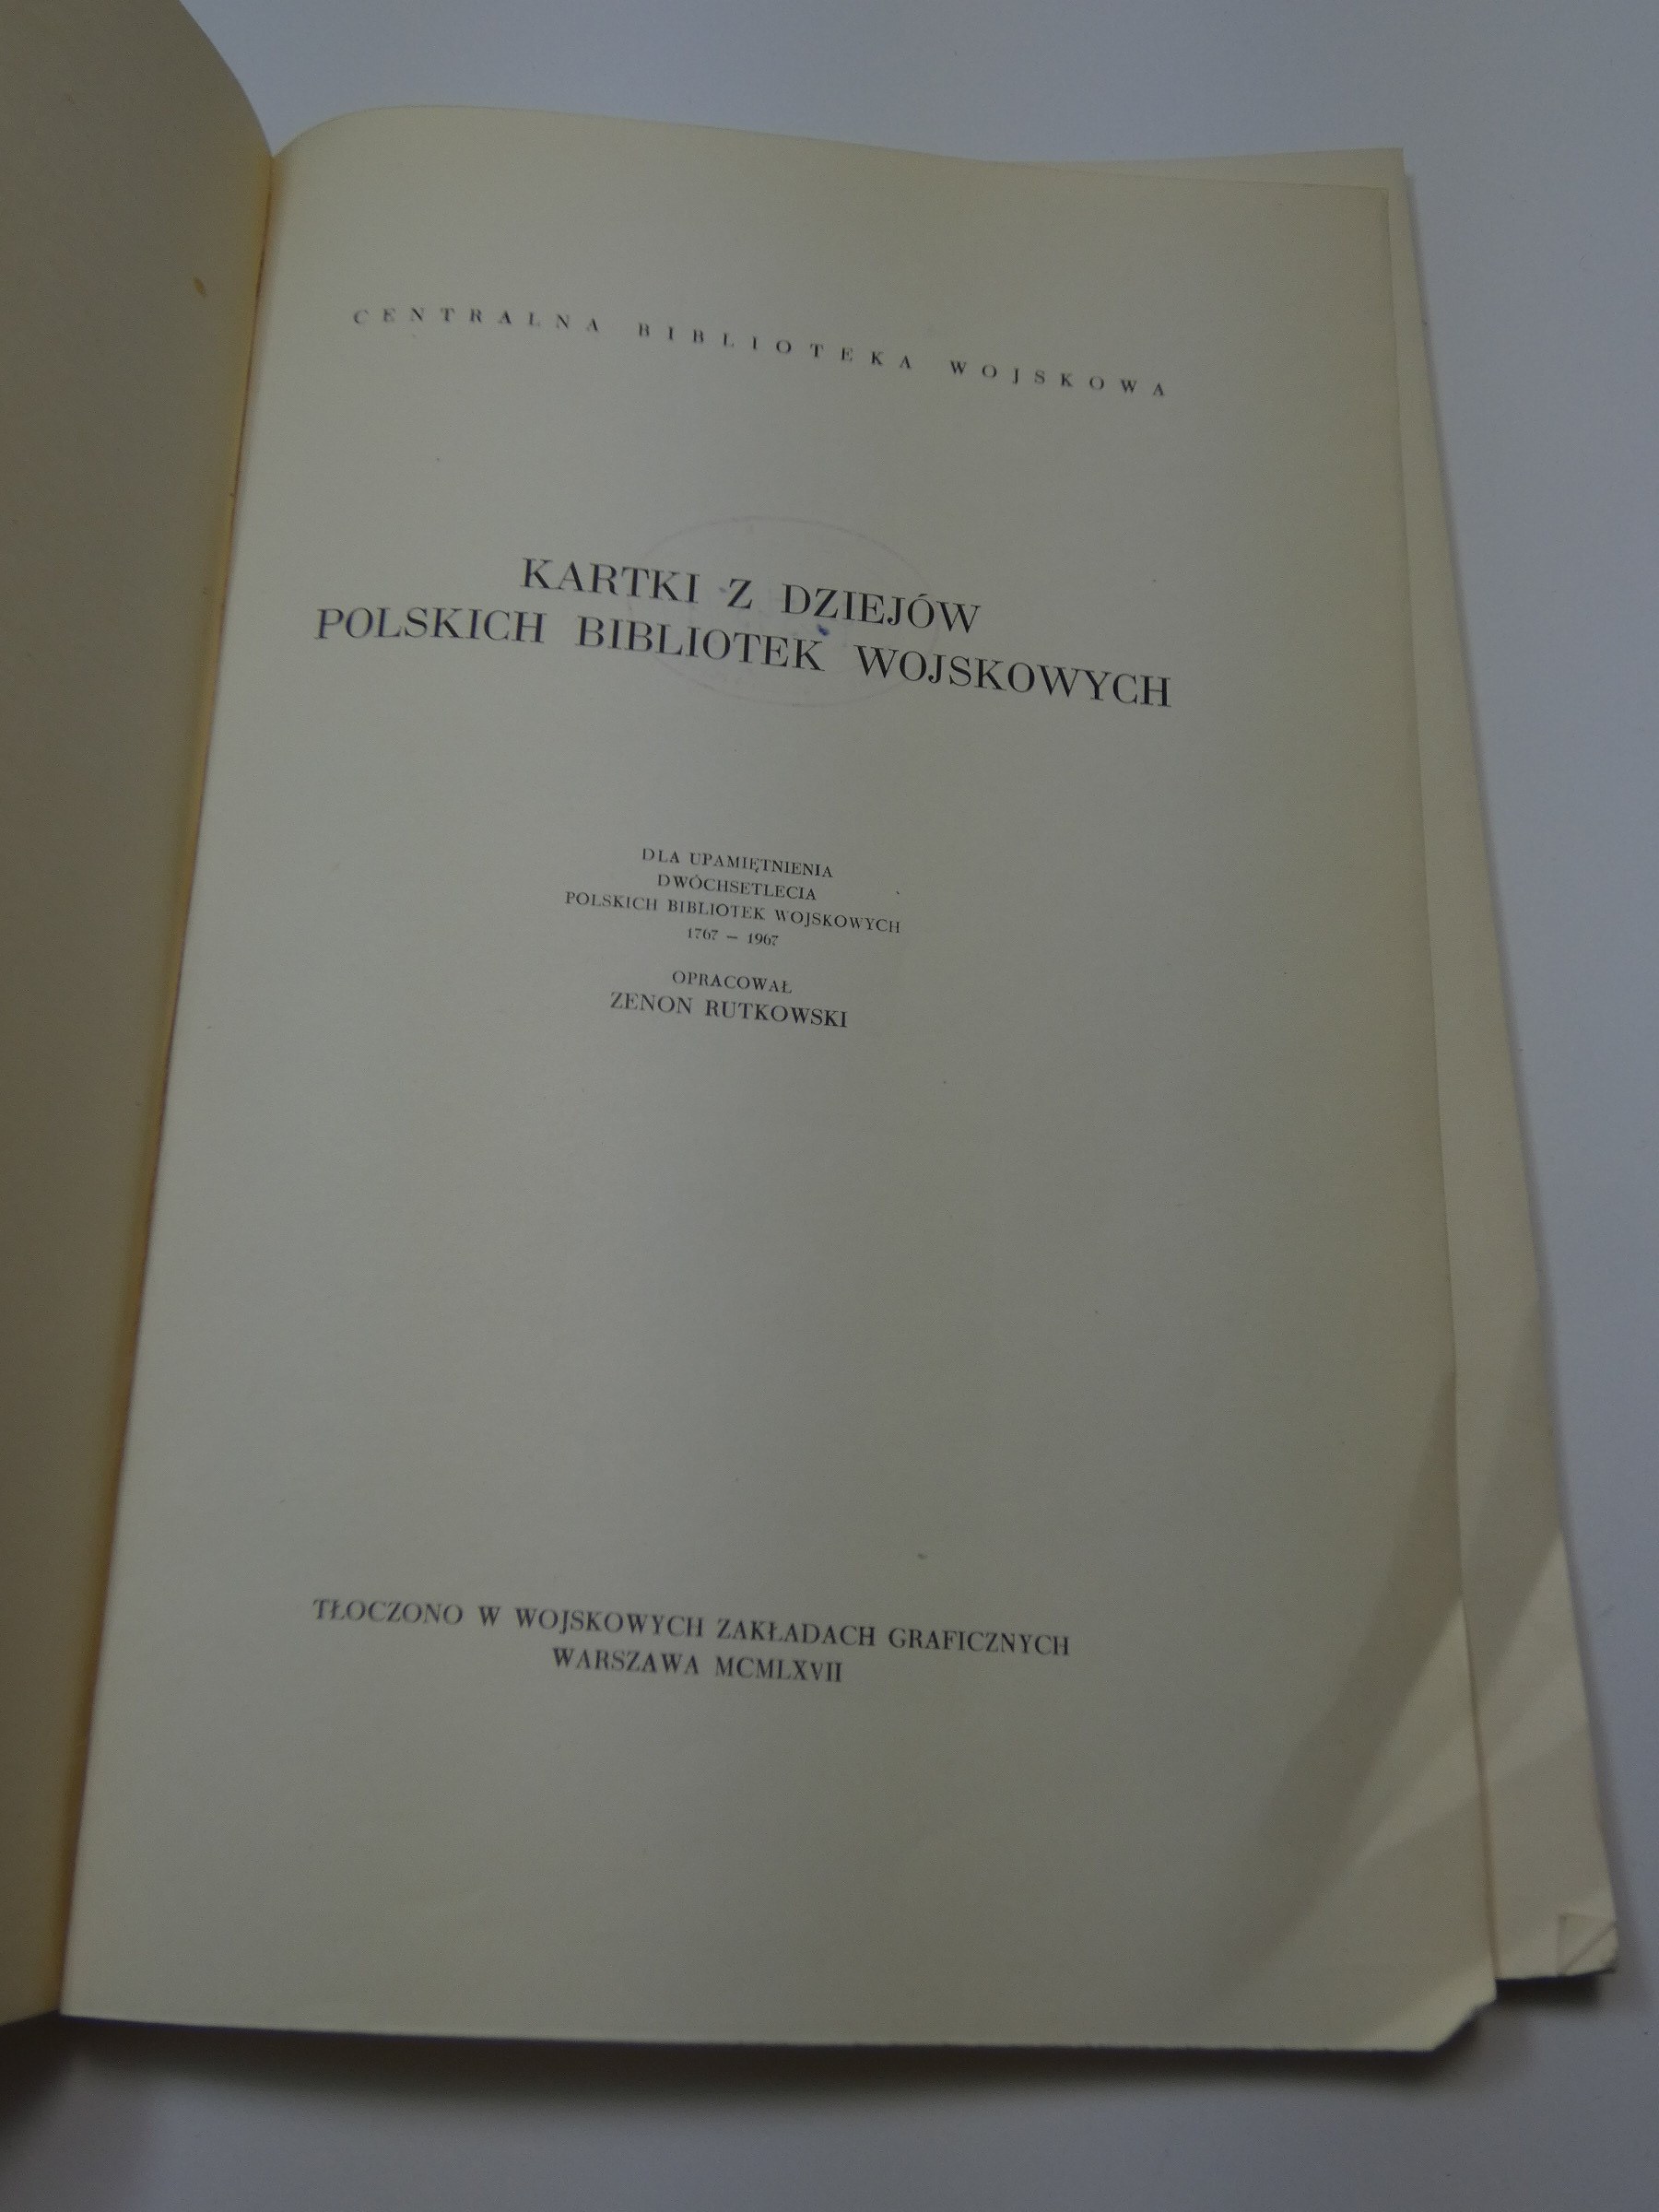 CENTRALNA BIBLIOTEKA WOJSKOWA
KARTKI Z DZIEJÓW
POLSKICH BIBLIOTEK WOJSKOWYCH
DLA UPAMIĘTNIENIA
DWÓCHSETLECIA
POLSKICH BIBLIOTEK WOJSKOWYCH
1767 — 1967
OPRACOWAŁ
ZENON RUTKOWSKI
TŁOCZONO W WOJSKOWYCH ZAKŁADACH GRAFICZNYCH
WARSZAWA MCMLXVII